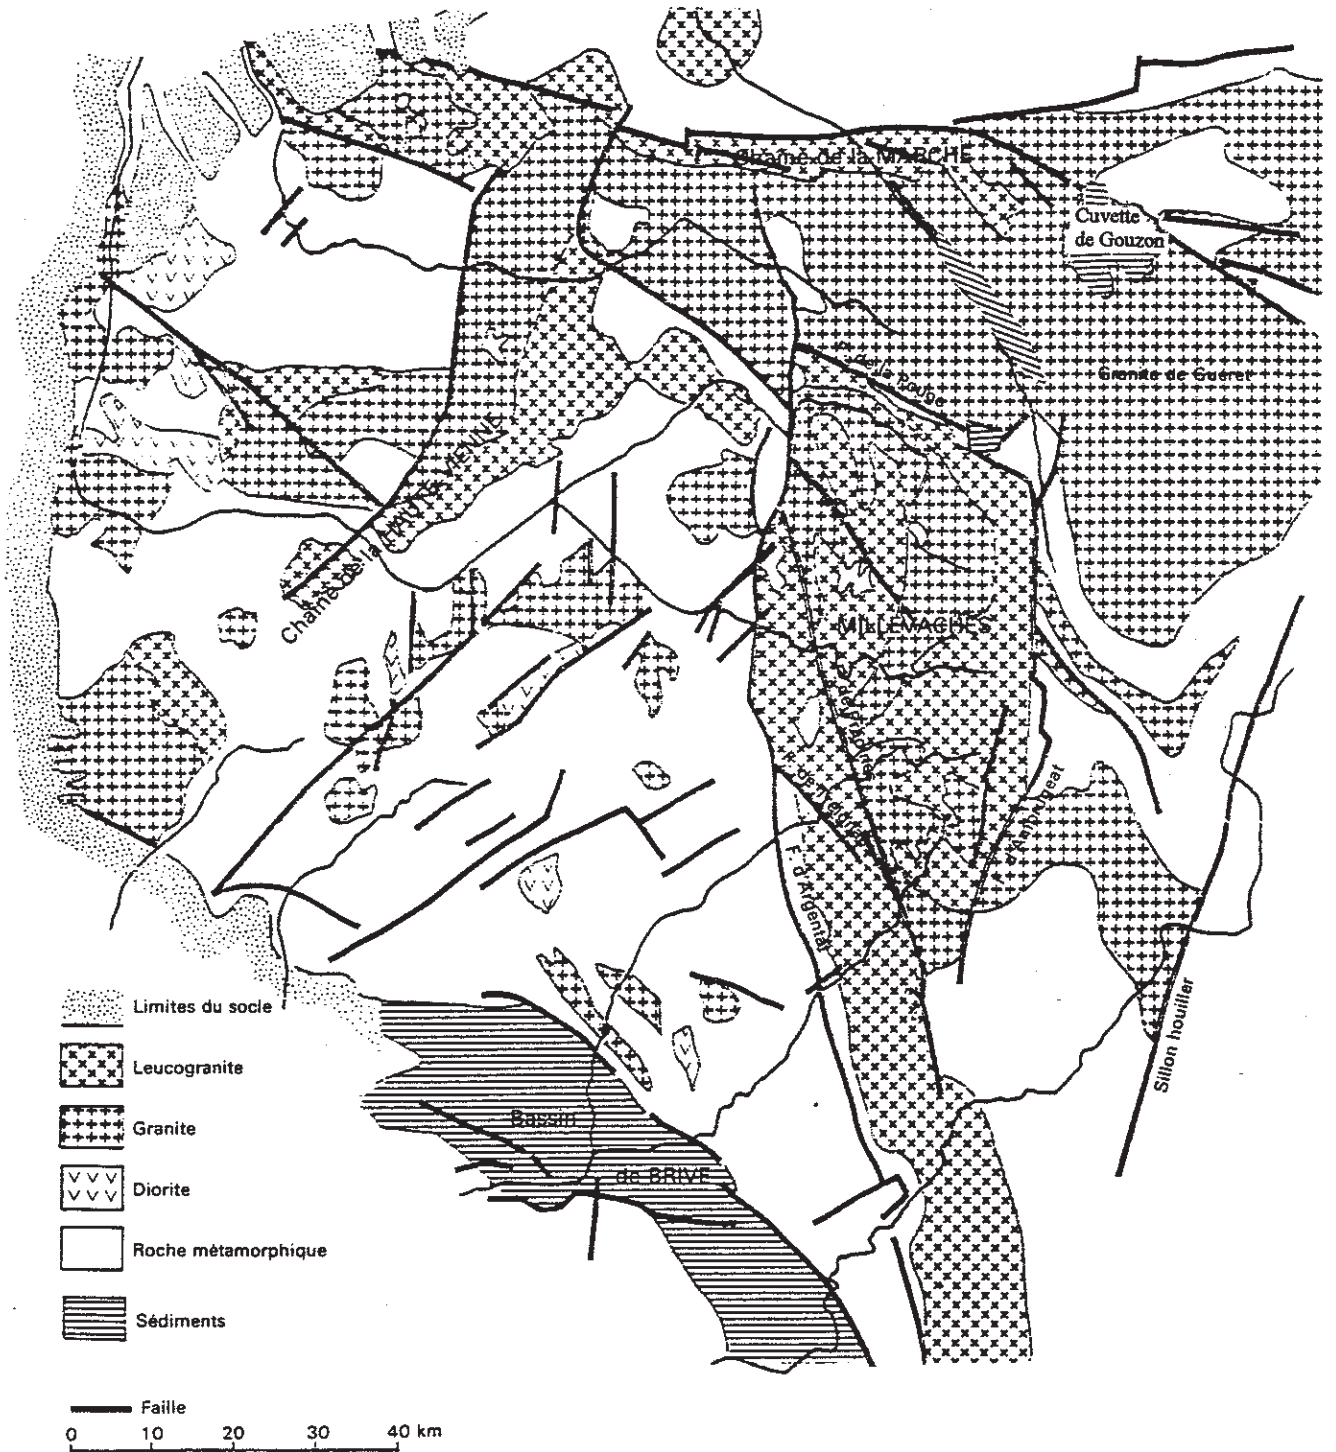 Chaîne de la MARCHE
Cuvette
de Gouzon
Granite de Guéret
Chaîne de la HAUTE VIENNE
MILLEVACHES
F. d'Argentat
F. d'Ambrugeat
Sillon houiller
Bassin
de BRIVE
Limites du socle
Leucogranite
Granite
Diorite
Roche métamorphique
Sédiments
Faille
0 10 20 30 40 km